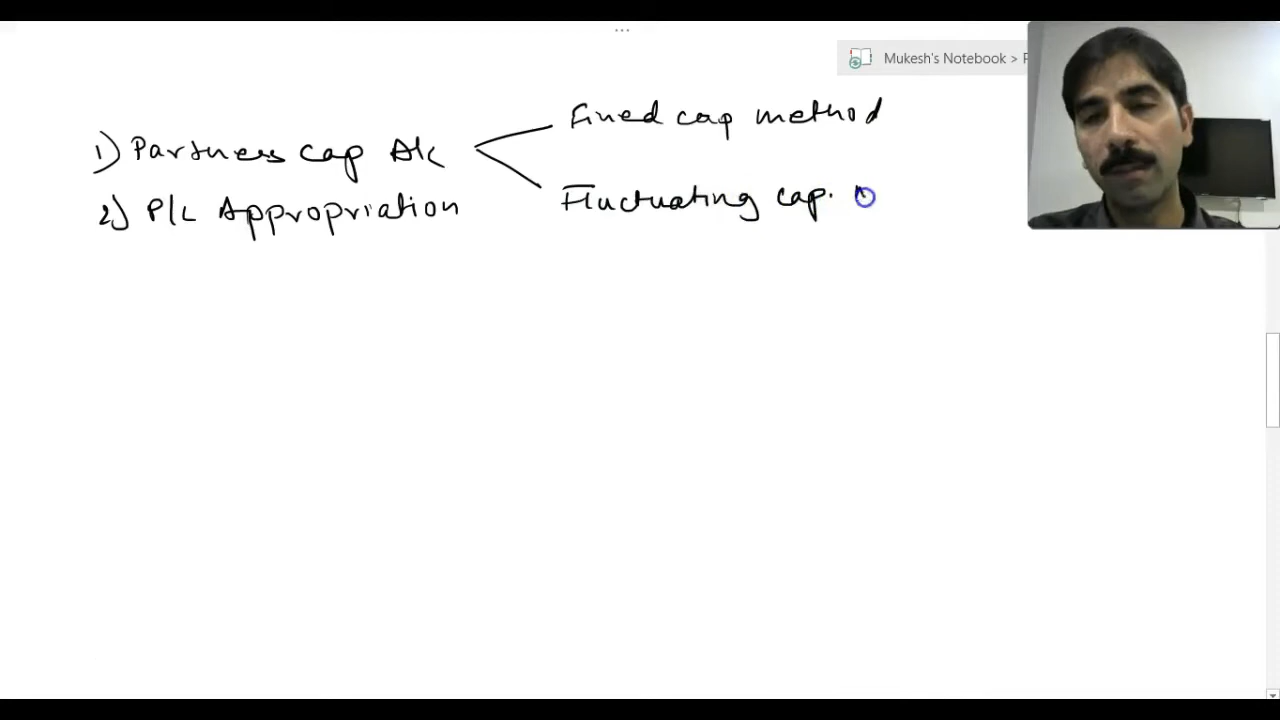 Mukesh's Notebook >
Fixed cap method
1) Partners cap A/c
Fluctuating cap.
2) P/L Appropriation